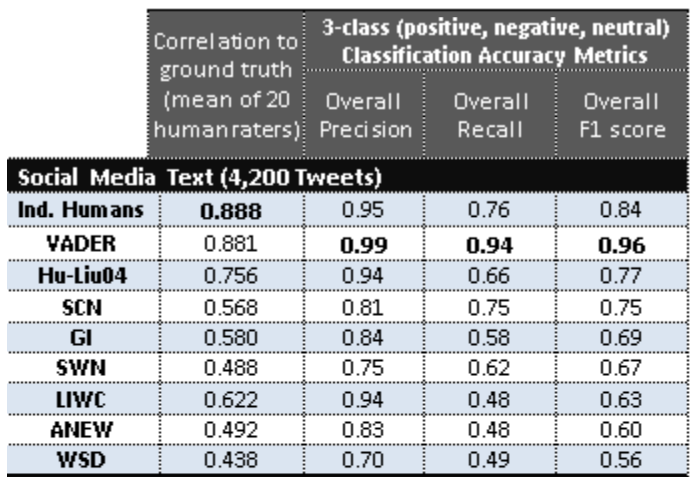 Correlation to ground truth (mean of 20 human raters) 3-class (positive, negative, neutral) Classification Accuracy Metrics
Overall Precision Overall Recall Overall F1 score
Social Media Text (4,200 Tweets)
Ind. Humans 0.888 0.95 0.76 0.84
VADER 0.881 0.99 0.94 0.96
Hu-Liu04 0.756 0.94 0.66 0.77
SCN 0.568 0.81 0.75 0.75
GI 0.580 0.84 0.58 0.69
SWN 0.488 0.75 0.62 0.67
LIWC 0.622 0.94 0.48 0.63
ANEW 0.492 0.83 0.48 0.60
WSD 0.438 0.70 0.49 0.56